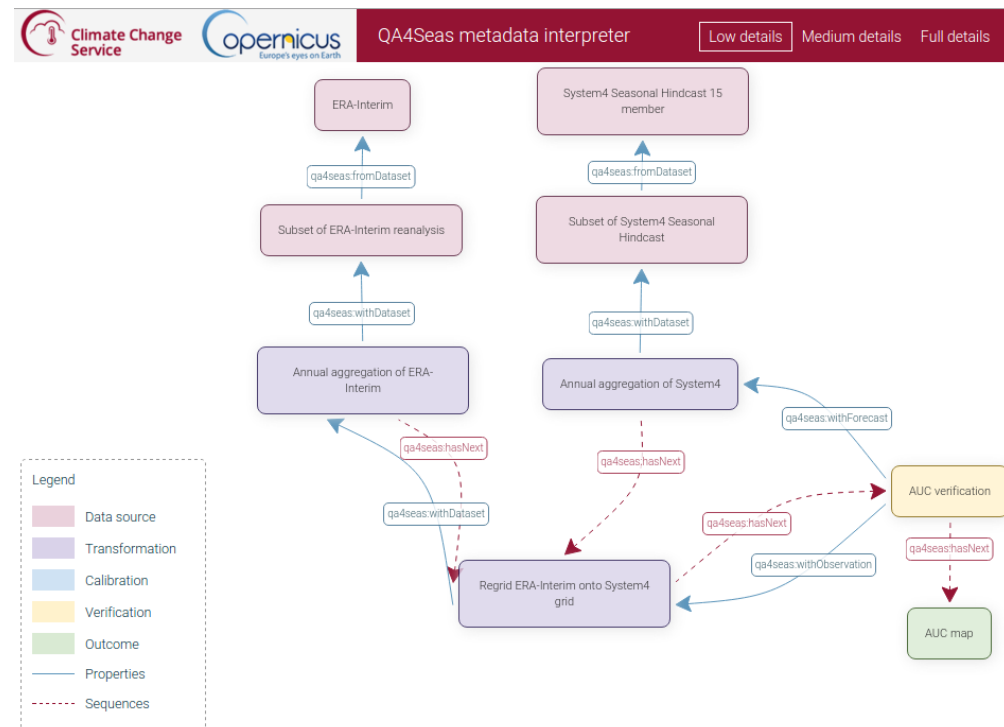 Climate Change
Service
opernicus
Europe's eyes on Earth
QA4Seas metadata interpreter
Low details
Medium details
Full details
ERA-Interim
System4 Seasonal Hindcast 15
member
qa4seas:fromDataset
qa4seas:fromDataset
Subset of ERA-Interim reanalysis
Subset of System4 Seasonal
Hindcast
qa4seas:withDataset
qa4seas:withDataset
Annual aggregation of ERA-
Interim
Annual aggregation of System4
qa4seas:withForecast
qa4seas:hasNext
qa4seas:hasNext
AUC verification
qa4seas:withDataset
qa4seas:hasNext
qa4seas:hasNext
qa4seas:withObservation
Regrid ERA-Interim onto System4
grid
AUC map
Legend
Data source
Transformation
Calibration
Verification
Outcome
Properties
Sequences